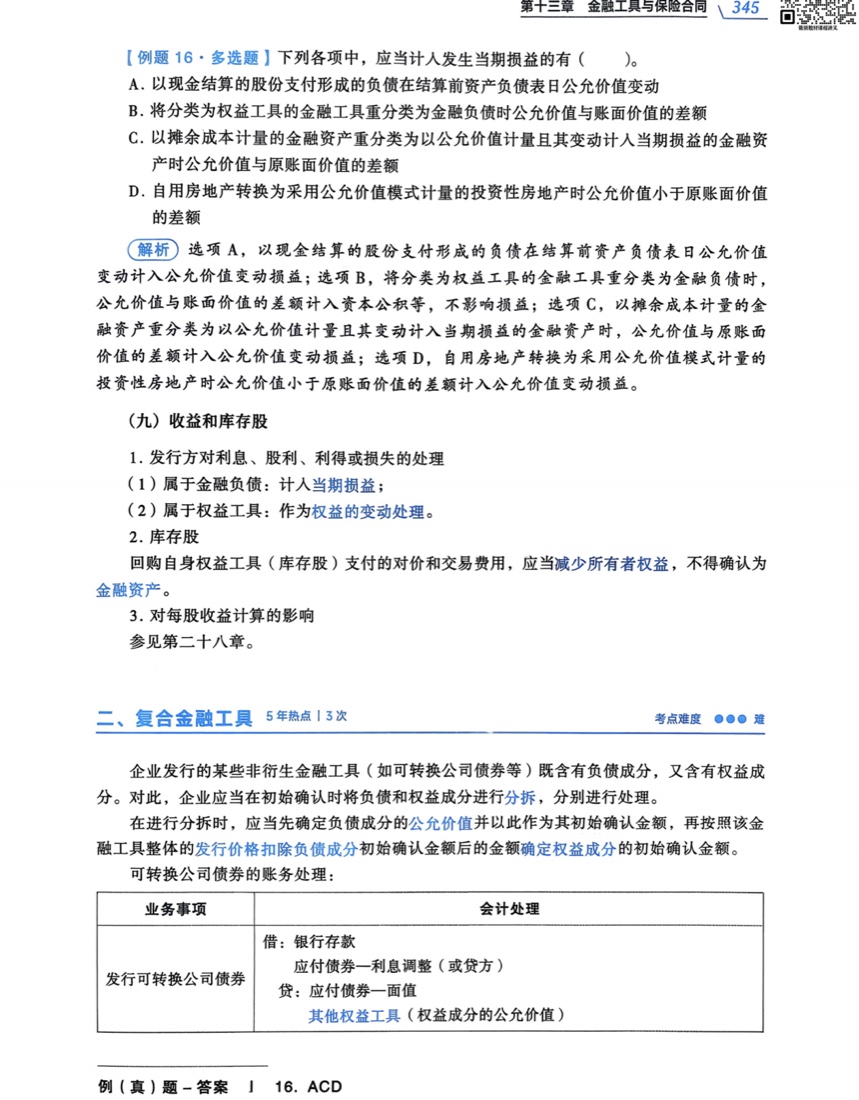 第十三章 金融工具与保险合同 345
【例题 16·多选题】下列各项中，应当计入发生当期损益的有（ ）。
A. 以现金结算的股份支付形成的负债在结算前资产负债表日公允价值变动
B. 将分类为权益工具的金融工具重分类为金融负债时公允价值与账面价值的差额
C. 以摊余成本计量的金融资产重分类为以公允价值计量且其变动计入当期损益的金融资
产时公允价值与原账面价值的差额
D. 自用房地产转换为采用公允价值模式计量的投资性房地产时公允价值小于原账面价值
的差额
解析 选项 A，以现金结算的股份支付形成的负债在结算前资产负债表日公允价值
变动计入公允价值变动损益；选项 B，将分类为权益工具的金融工具重分类为金融负债时，
公允价值与账面价值的差额计入资本公积等，不影响损益；选项 C，以摊余成本计量的金
融资产重分类为以公允价值计量且其变动计入当期损益的金融资产时，公允价值与原账面
价值的差额计入公允价值变动损益；选项 D，自用房地产转换为采用公允价值模式计量的
投资性房地产时公允价值小于原账面价值的差额计入公允价值变动损益。
（九）收益和库存股
1. 发行方对利息、股利、利得或损失的处理
（1）属于金融负债：计入当期损益；
（2）属于权益工具：作为权益的变动处理。
2. 库存股
回购自身权益工具（库存股）支付的对价和交易费用，应当减少所有者权益，不得确认为
金融资产。
3. 对每股收益计算的影响
参见第二十八章。
二、复合金融工具 5年热点 | 3次 考点难度 难
企业发行的某些非衍生金融工具（如可转换公司债券等）既含有负债成分，又含有权益成
分。对此，企业应当在初始确认时将负债和权益成分进行分拆，分别进行处理。
在进行分拆时，应当先确定负债成分的公允价值并以此作为其初始确认金额，再按照该金
融工具整体的发行价格扣除负债成分初始确认金额后的金额确定权益成分的初始确认金额。
可转换公司债券的账务处理：
业务事项 会计处理
发行可转换公司债券
借：银行存款
应付债券—利息调整（或贷方）
贷：应付债券—面值
其他权益工具（权益成分的公允价值）
例（真）题－答案 | 16. ACD